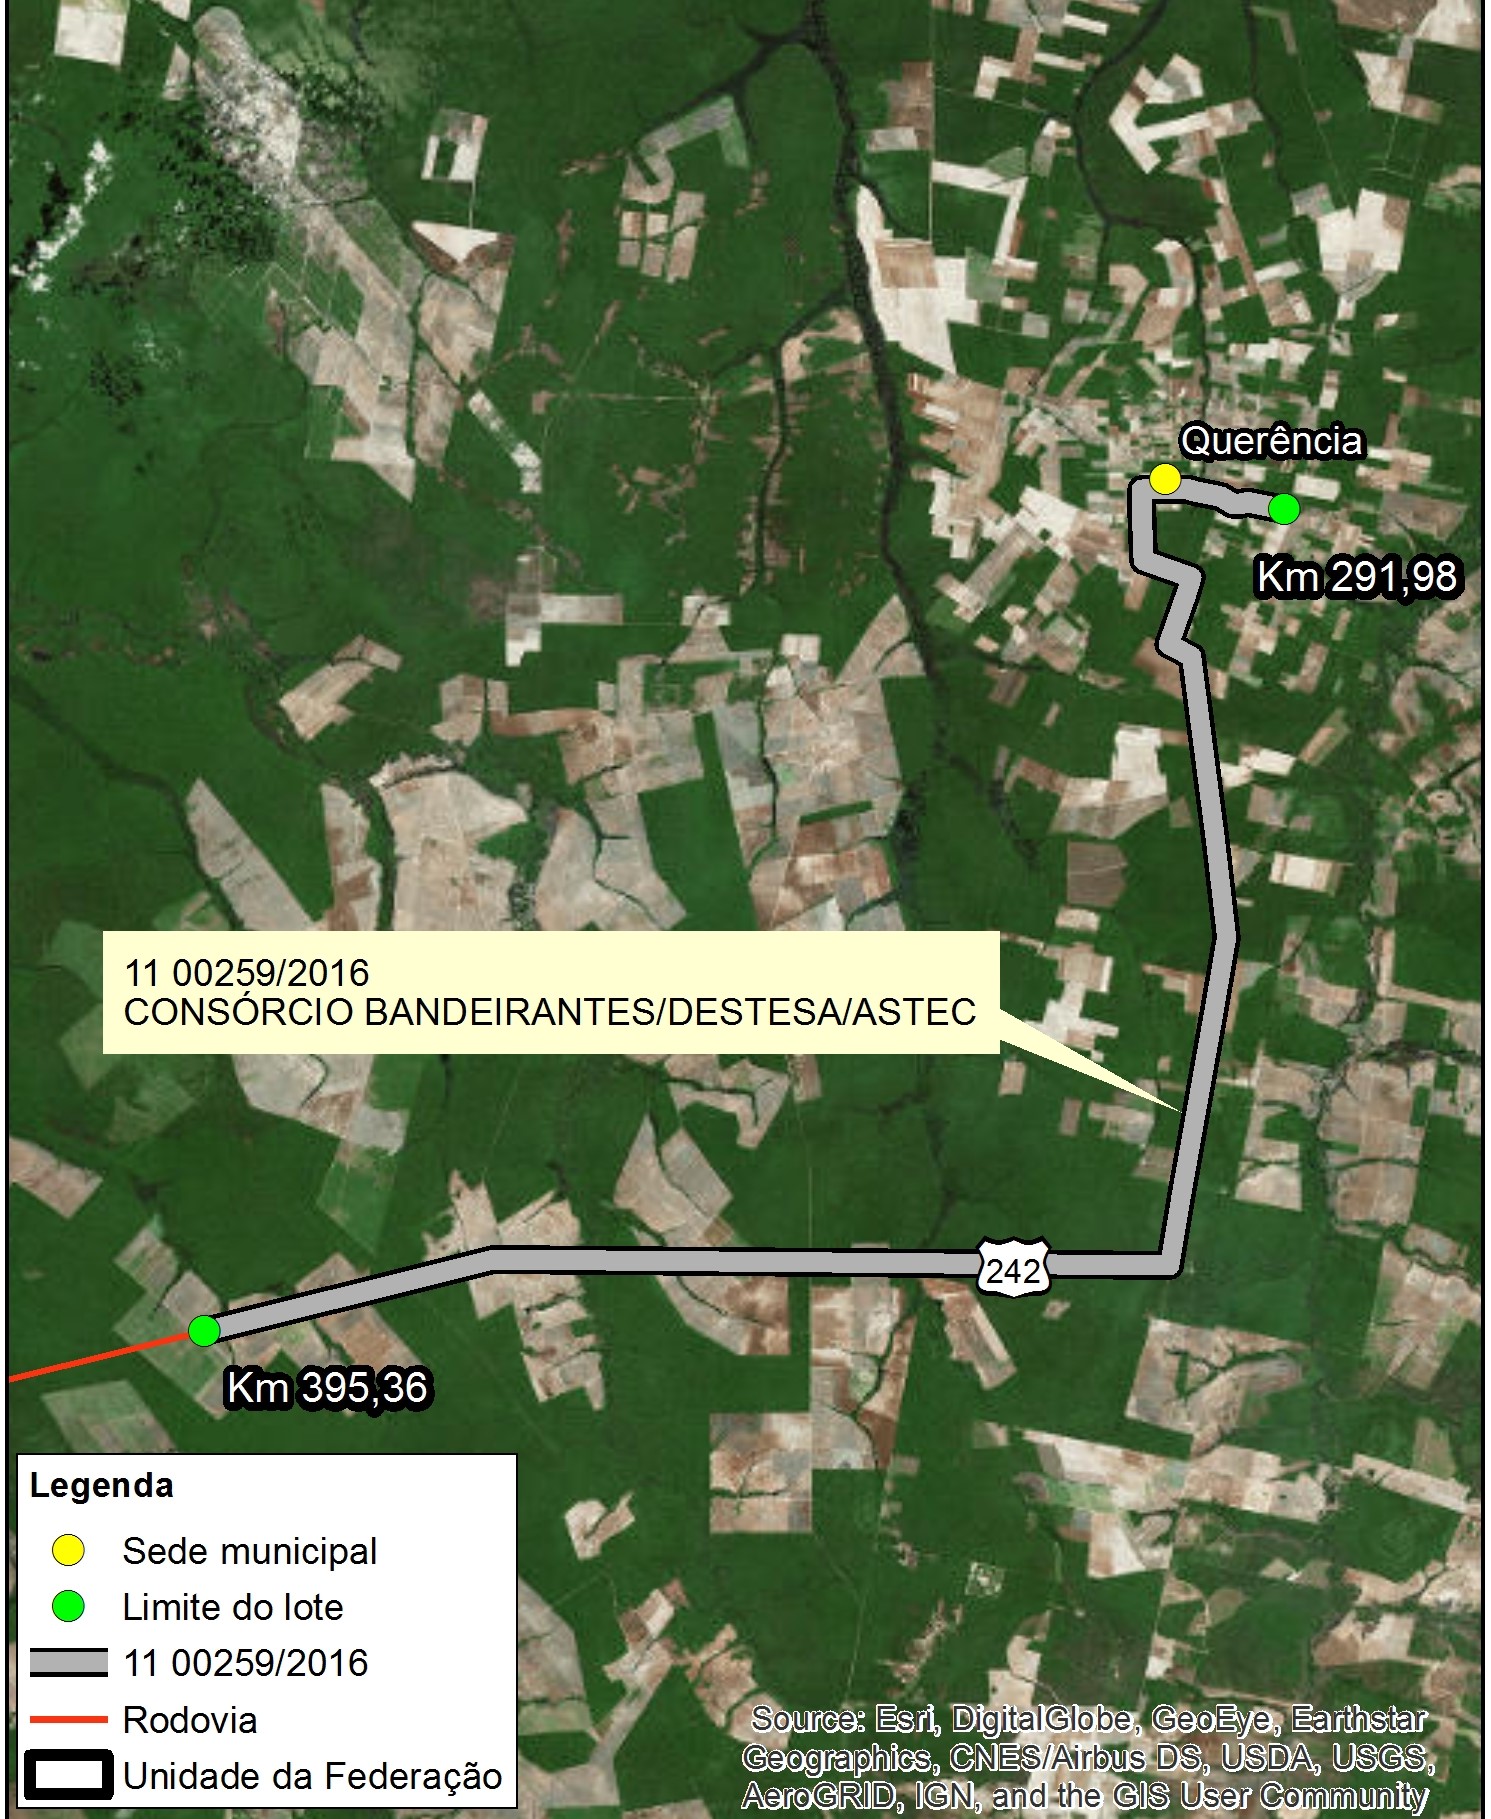 Querência
Km 291,98
11 00259/2016
CONSÓRCIO BANDEIRANTES/DESTESA/ASTEC
242
Km 395,36
Legenda
Sede municipal
Limite do lote
11 00259/2016
Rodovia
Unidade da Federação
Source: Esri, DigitalGlobe, GeoEye, Earthstar
Geographics, CNES/Airbus DS, USDA, USGS,
AeroGRID, IGN, and the GIS User Community